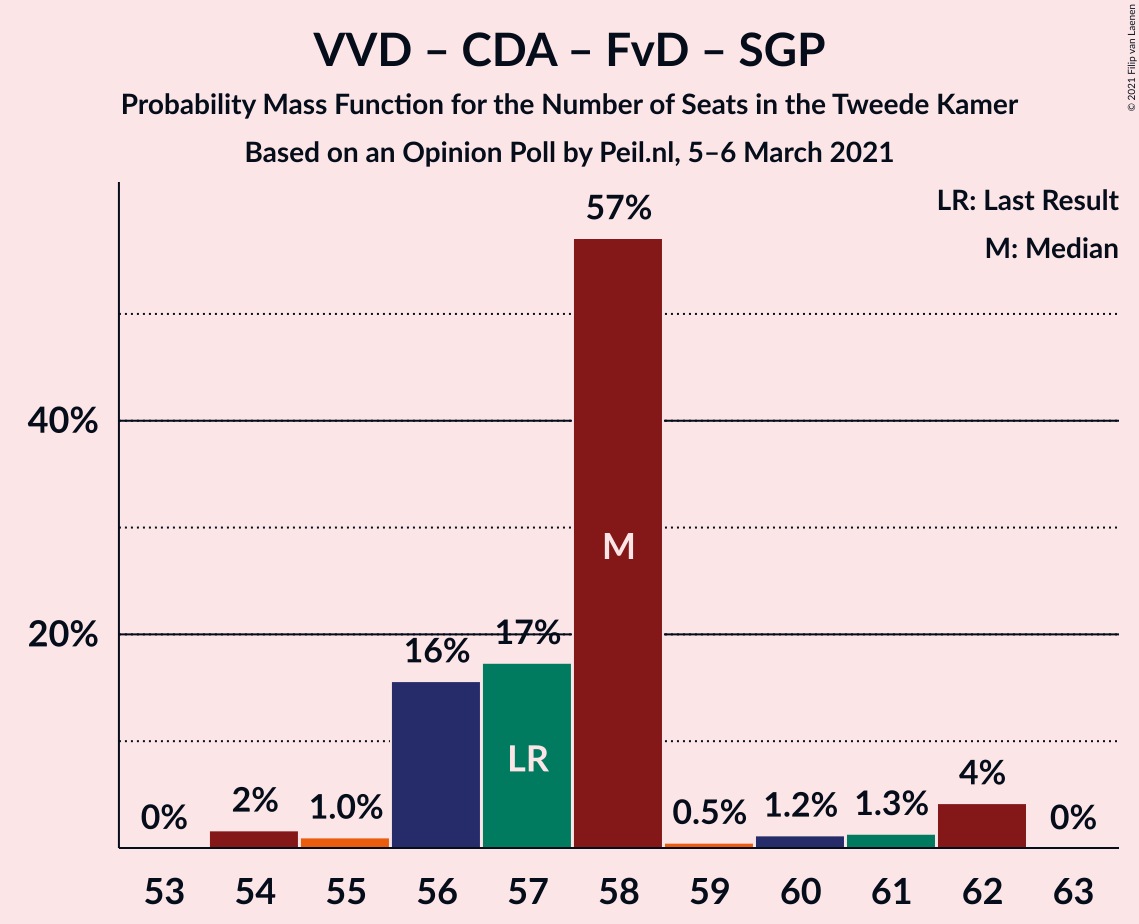 VVD – CDA – FvD – SGP
Probability Mass Function for the Number of Seats in the Tweede Kamer
Based on an Opinion Poll by Peil.nl, 5–6 March 2021
© 2021 Filip van Laenen
LR: Last Result
M: Median
57%
40%
20%
M
17%
16%
LR
0%
2%
1.0%
0.5%
1.2%
1.3%
4%
0%
53 54 55 56 57 58 59 60 61 62 63